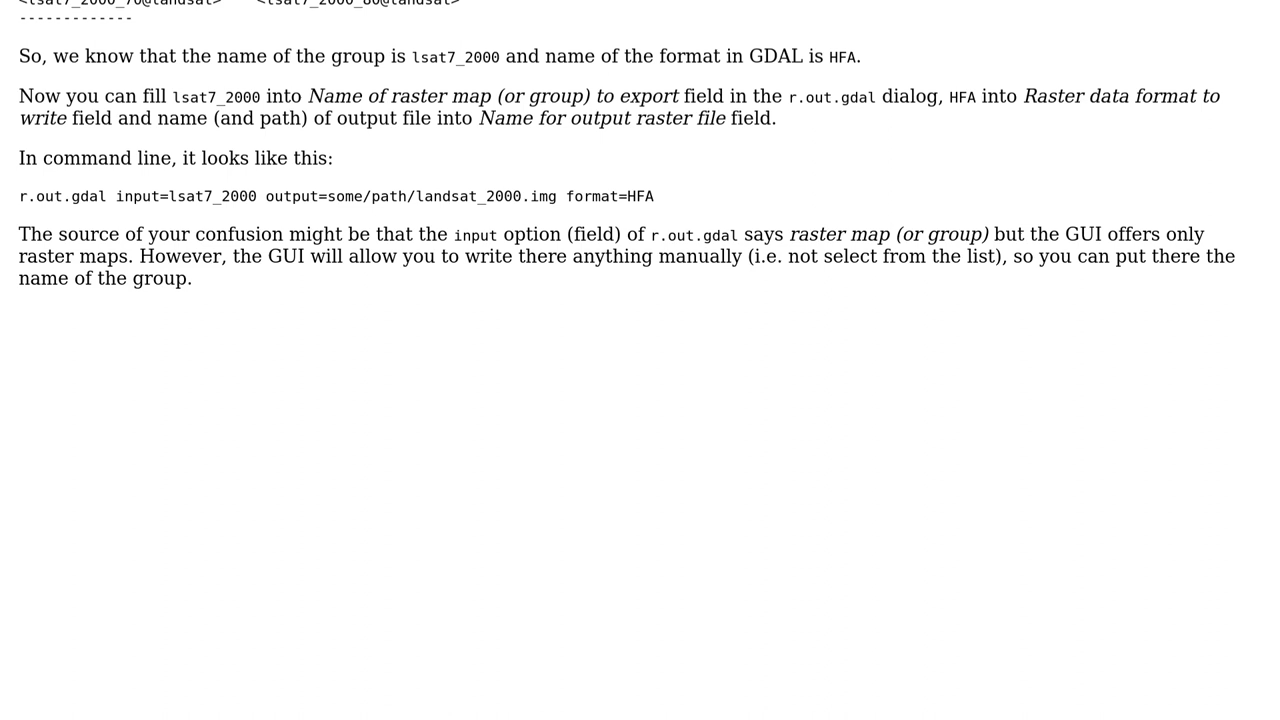 <lsat7_2000_70@landsat>    <lsat7_2000_80@landsat>
-------------
So, we know that the name of the group is lsat7_2000 and name of the format in GDAL is HFA.
Now you can fill lsat7_2000 into Name of raster map (or group) to export field in the r.out.gdal dialog, HFA into Raster data format to
write field and name (and path) of output file into Name for output raster file field.
In command line, it looks like this:
r.out.gdal input=lsat7_2000 output=some/path/landsat_2000.img format=HFA
The source of your confusion might be that the input option (field) of r.out.gdal says raster map (or group) but the GUI offers only
raster maps. However, the GUI will allow you to write there anything manually (i.e. not select from the list), so you can put there the
name of the group.